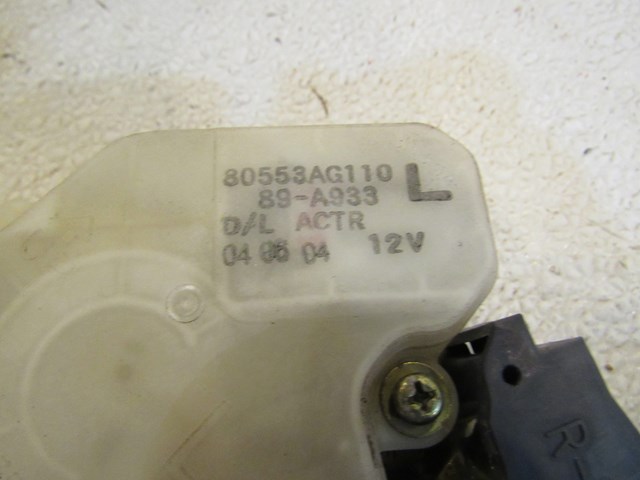 80553AG110 L
89-A933
D/L ACTR
04 06 04 12V
R-